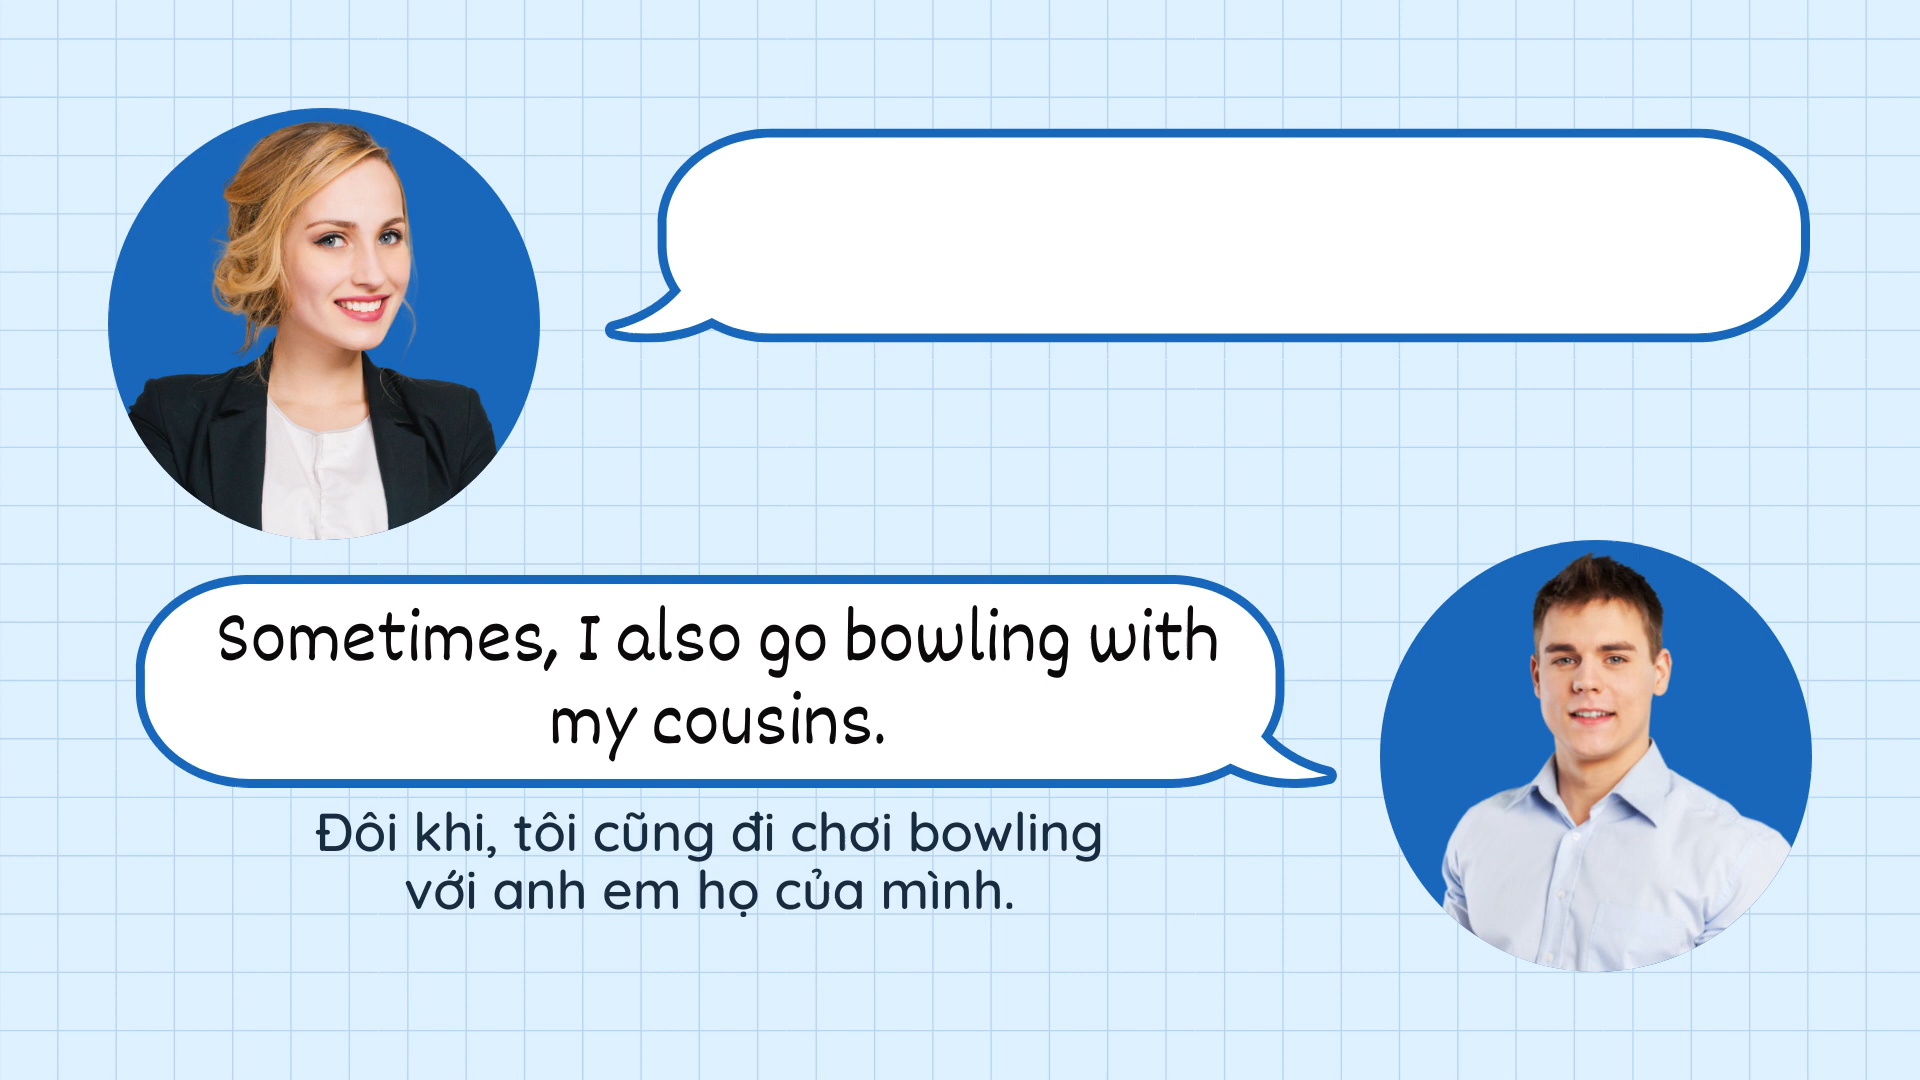 Sometimes, I also go bowling with
my cousins.
Đôi khi, tôi cũng đi chơi bowling
với anh em họ của mình.